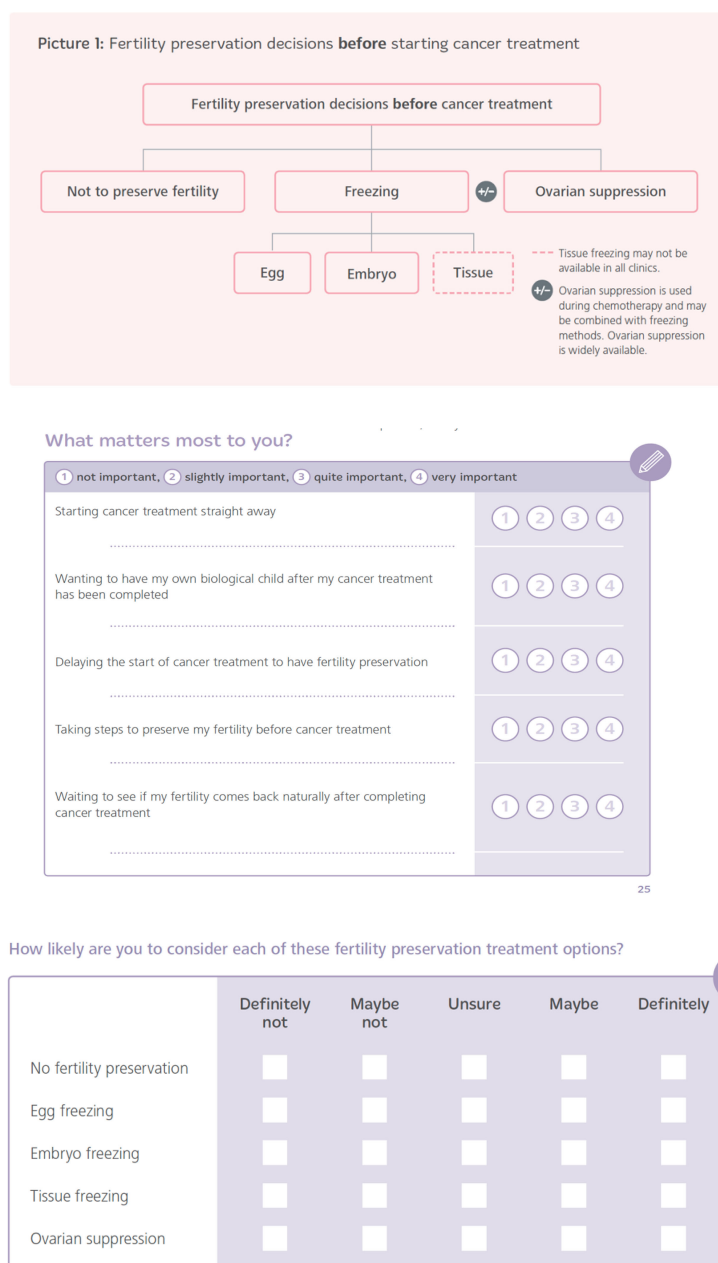 Picture 1: Fertility preservation decisions before starting cancer treatment
Fertility preservation decisions before cancer treatment
Not to preserve fertility
Freezing
+/-
Ovarian suppression
Egg
Embryo
Tissue
Tissue freezing may not be
available in all clinics.
+/-
Ovarian suppression is used
during chemotherapy and may
be combined with freezing
methods. Ovarian suppression
is widely available.
What matters most to you?
1 not important, 2 slightly important, 3 quite important, 4 very important
Starting cancer treatment straight away
1 2 3 4
Wanting to have my own biological child after my cancer treatment
has been completed
1 2 3 4
Delaying the start of cancer treatment to have fertility preservation
1 2 3 4
Taking steps to preserve my fertility before cancer treatment
1 2 3 4
Waiting to see if my fertility comes back naturally after completing
cancer treatment
1 2 3 4
25
How likely are you to consider each of these fertility preservation treatment options?
Definitely
not
Maybe
not
Unsure
Maybe
Definitely
No fertility preservation
Egg freezing
Embryo freezing
Tissue freezing
Ovarian suppression